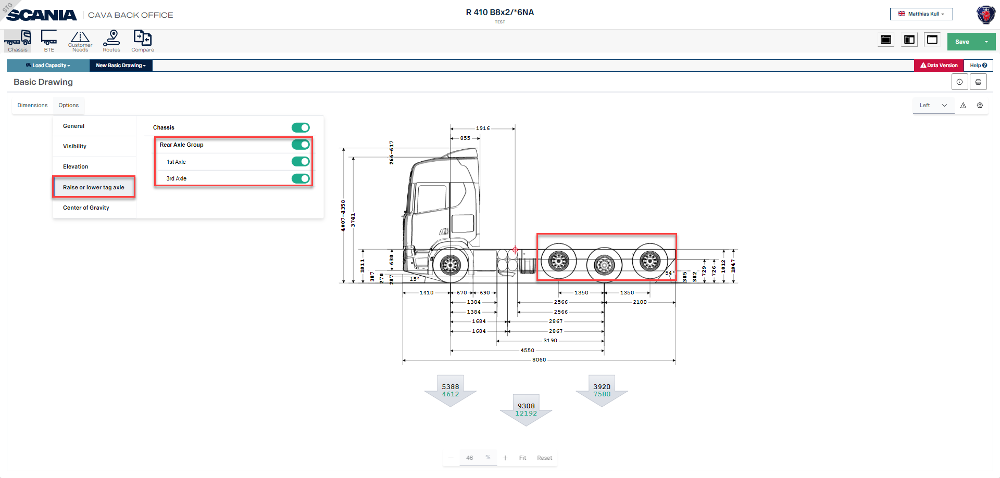 STG
SCANIA
CAVA BACK OFFICE
R 410 B8x2/*6NA
TEST
Matthias Kull
Chassis
BTE
Customer
Needs
Routes
Compare
Save
Load Capacity
New Basic Drawing
Data Version
Help
Basic Drawing
Dimensions
Options
Left
General
Visibility
Elevation
Raise or lower tag axle
Center of Gravity
Chassis
Rear Axle Group
1st Axle
3rd Axle
1916
855
266-617
4007-4358
3741
1011
630
387
270
287
15°
54°
385
382
729
726
1012
1047
1410
670
690
1350
1350
1384
2566
2100
1384
2566
1684
2867
1684
2867
3190
4550
8060
5388
4612
9308
12192
3920
7580
46 %
Fit
Reset